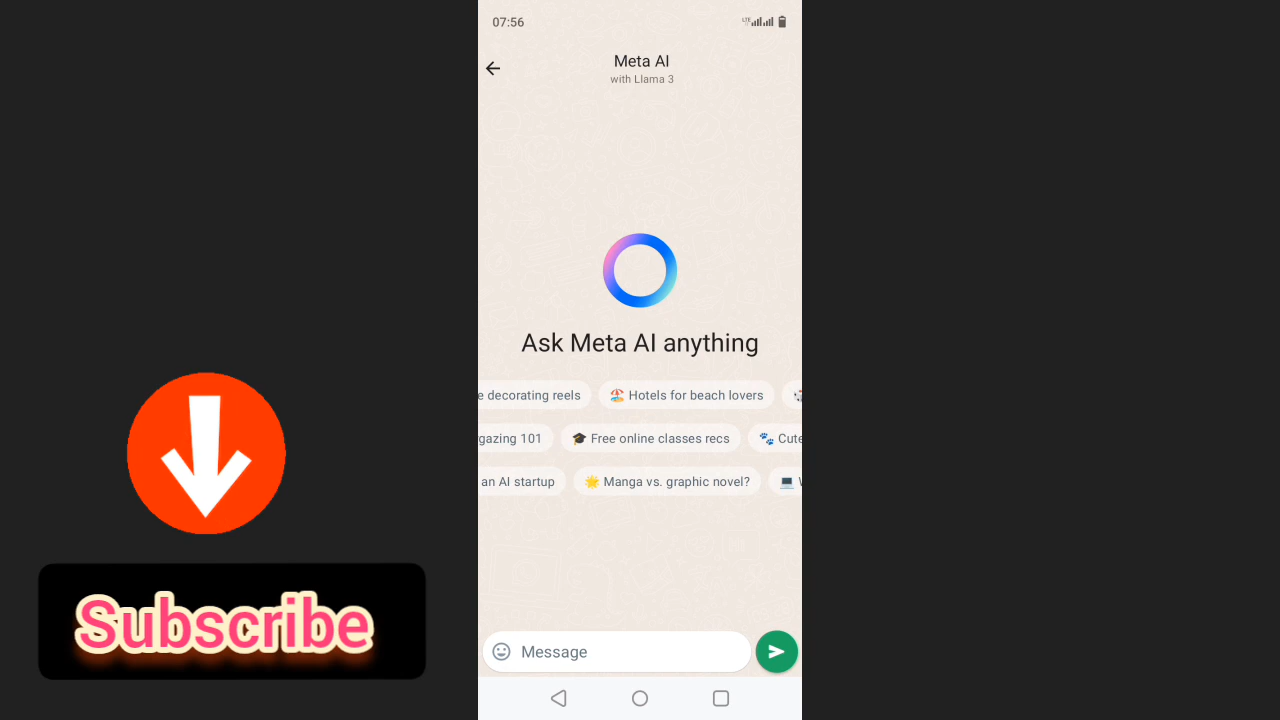 07:56
LTE
Meta AI
with Llama 3
Ask Meta AI anything
e decorating reels
Hotels for beach lovers
gazing 101
Free online classes recs
Cute
an AI startup
Manga vs. graphic novel?
Message
Subscribe